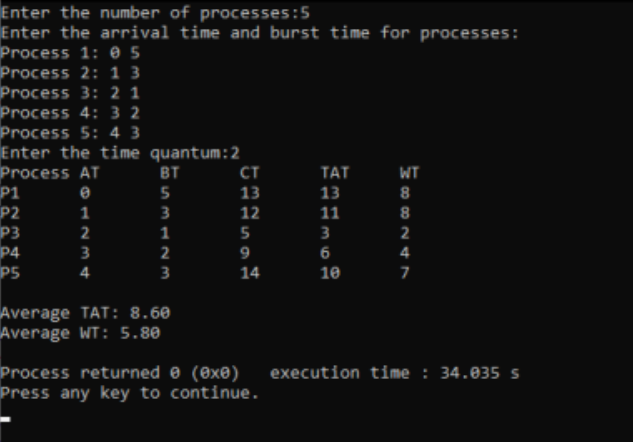 Enter the number of processes:5
Enter the arrival time and burst time for processes:
Process 1: 0 5
Process 2: 1 3
Process 3: 2 1
Process 4: 3 2
Process 5: 4 3
Enter the time quantum:2
Process AT BT CT TAT WT
P1 0 5 13 13 8
P2 1 3 12 11 8
P3 2 1 5 3 2
P4 3 2 9 6 4
P5 4 3 14 10 7
Average TAT: 8.60
Average WT: 5.80
Process returned 0 (0x0) execution time : 34.035 s
Press any key to continue.